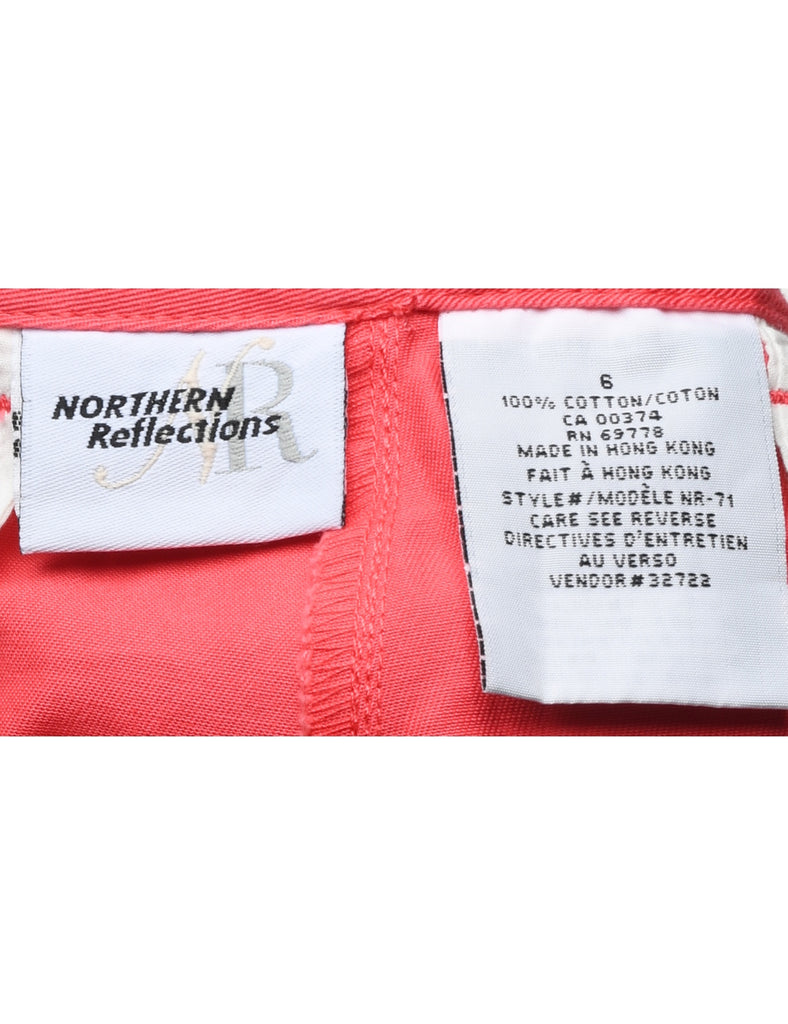 NR
NORTHERN
Reflections
6
100% COTTON/COTON
CA 00374
RN 69778
MADE IN HONG KONG
FAIT À HONG KONG
STYLE#/MODÈLE NR-71
CARE SEE REVERSE
DIRECTIVES D'ENTRETIEN
AU VERSO
VENDOR#32722